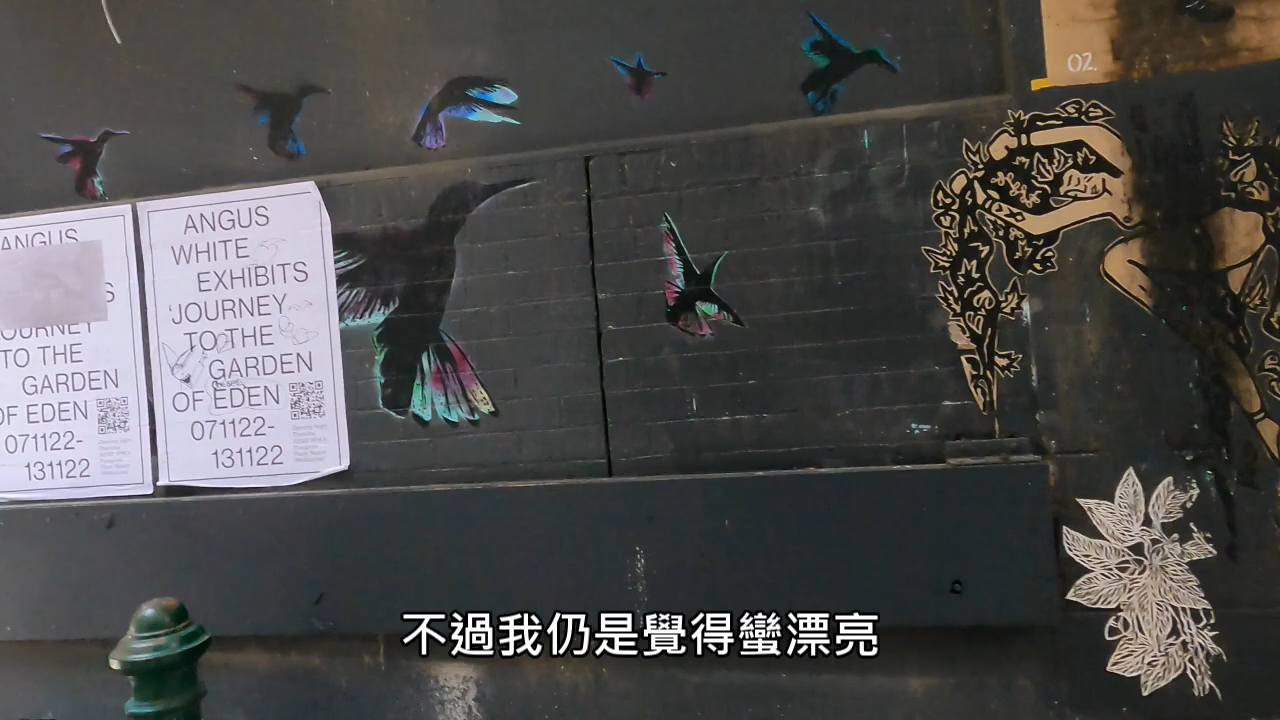 02.
ANGUS
S
JOURNEY
TO THE
GARDEN
OF EDEN
071122-
131122
ANGUS
WHITE
EXHIBITS
'JOURNEY
TO THE
GARDEN
OF EDEN
071122-
131122
不過我仍是覺得蠻漂亮